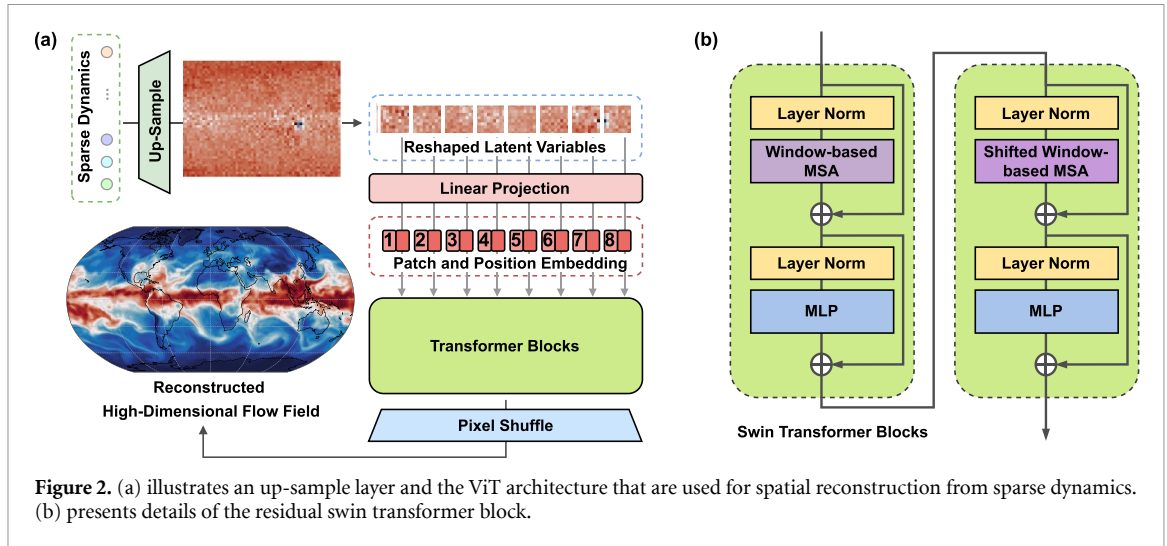 (a)
Sparse Dynamics
...
Up-Sample
Reshaped Latent Variables
Linear Projection
1 2 3 4 5 6 7 8
Patch and Position Embedding
Transformer Blocks
Pixel Shuffle
Reconstructed
High-Dimensional Flow Field
(b)
Layer Norm
Window-based
MSA
Layer Norm
MLP
Layer Norm
Shifted Window-
based MSA
Layer Norm
MLP
Swin Transformer Blocks
Figure 2. (a) illustrates an up-sample layer and the ViT architecture that are used for spatial reconstruction from sparse dynamics.
(b) presents details of the residual swin transformer block.